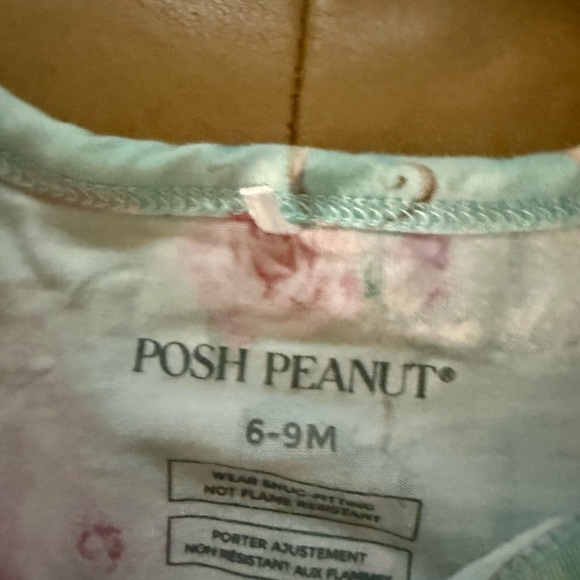 POSH PEANUT®
6-9M
WEAR SNUG-FITTING
NOT FLAME RESISTANT
PORTER AJUSTEMENT
NON RÉSISTANT AUX FLAMMES